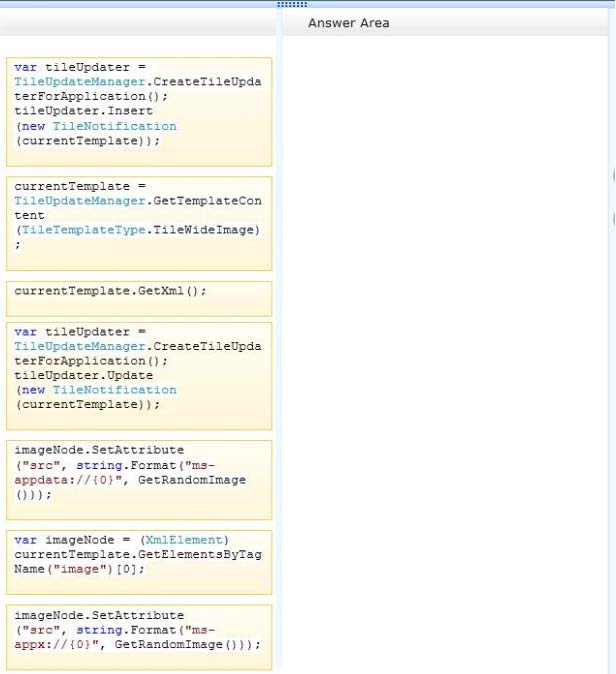 Answer Area
var tileUpdater =
TileUpdateManager.CreateTileUpda
terForApplication();
tileUpdater.Insert
(new TileNotification
(currentTemplate));
currentTemplate =
TileUpdateManager.GetTemplateCon
tent
(TileTemplateType.TileWideImage)
;
currentTemplate.GetXml();
var tileUpdater =
TileUpdateManager.CreateTileUpda
terForApplication();
tileUpdater.Update
(new TileNotification
(currentTemplate));
imageNode.SetAttribute
("src", string.Format("ms-
appdata://{0}", GetRandomImage
()));
var imageNode = (XmlElement)
currentTemplate.GetElementsByTag
Name("image")[0];
imageNode.SetAttribute
("src", string.Format("ms-
appx://{0}", GetRandomImage()));